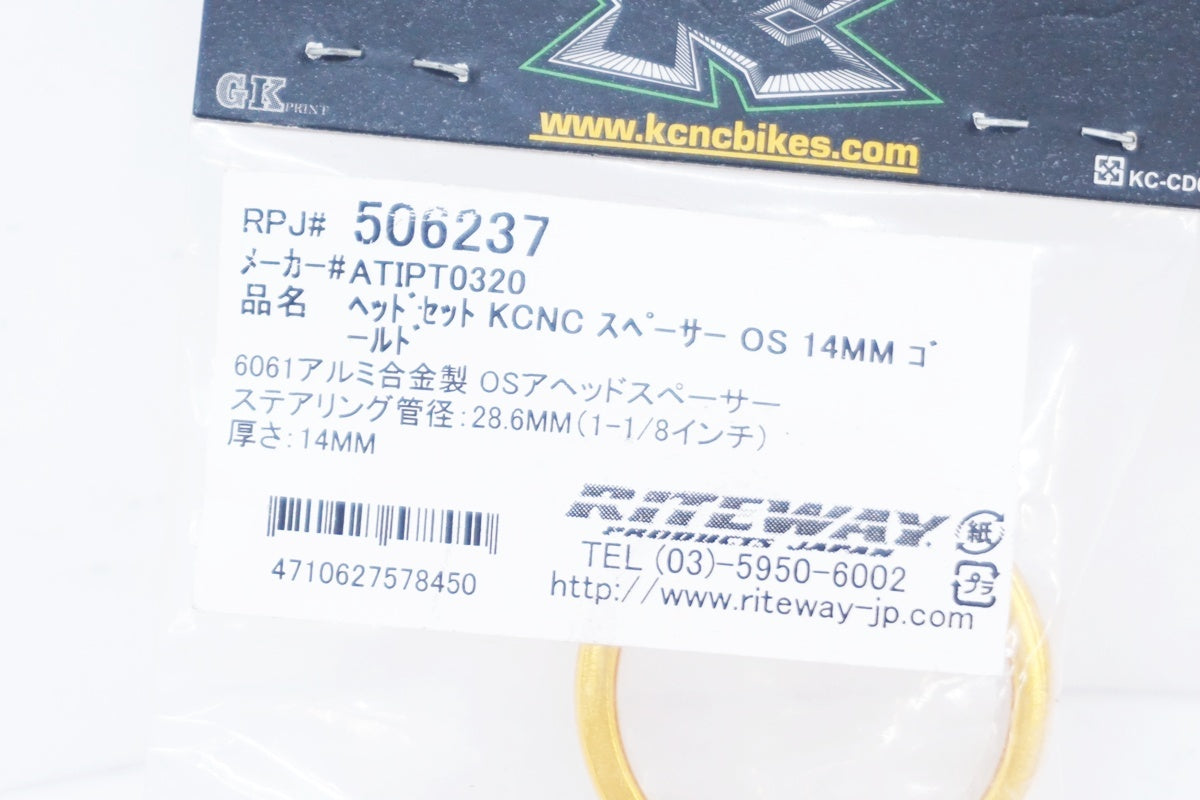 GK PRINT
www.kcncbikes.com
KC-CD
RPJ# 506237
ﾒｰｶｰ#ATIPT0320
品名 ﾍｯﾄﾞｾｯﾄ KCNC ｽﾍﾟｰｻｰ OS 14MM ｺﾞ
ｰﾙﾄﾞ
6061アルミ合金製 OSアヘッドスペーサー
ステアリング管径:28.6MM(1-1/8インチ)
厚さ:14MM
4710627578450
RITEWAY
PRODUCTS JAPAN
TEL (03)-5950-6002
http://www.riteway-jp.com
紙
プラ